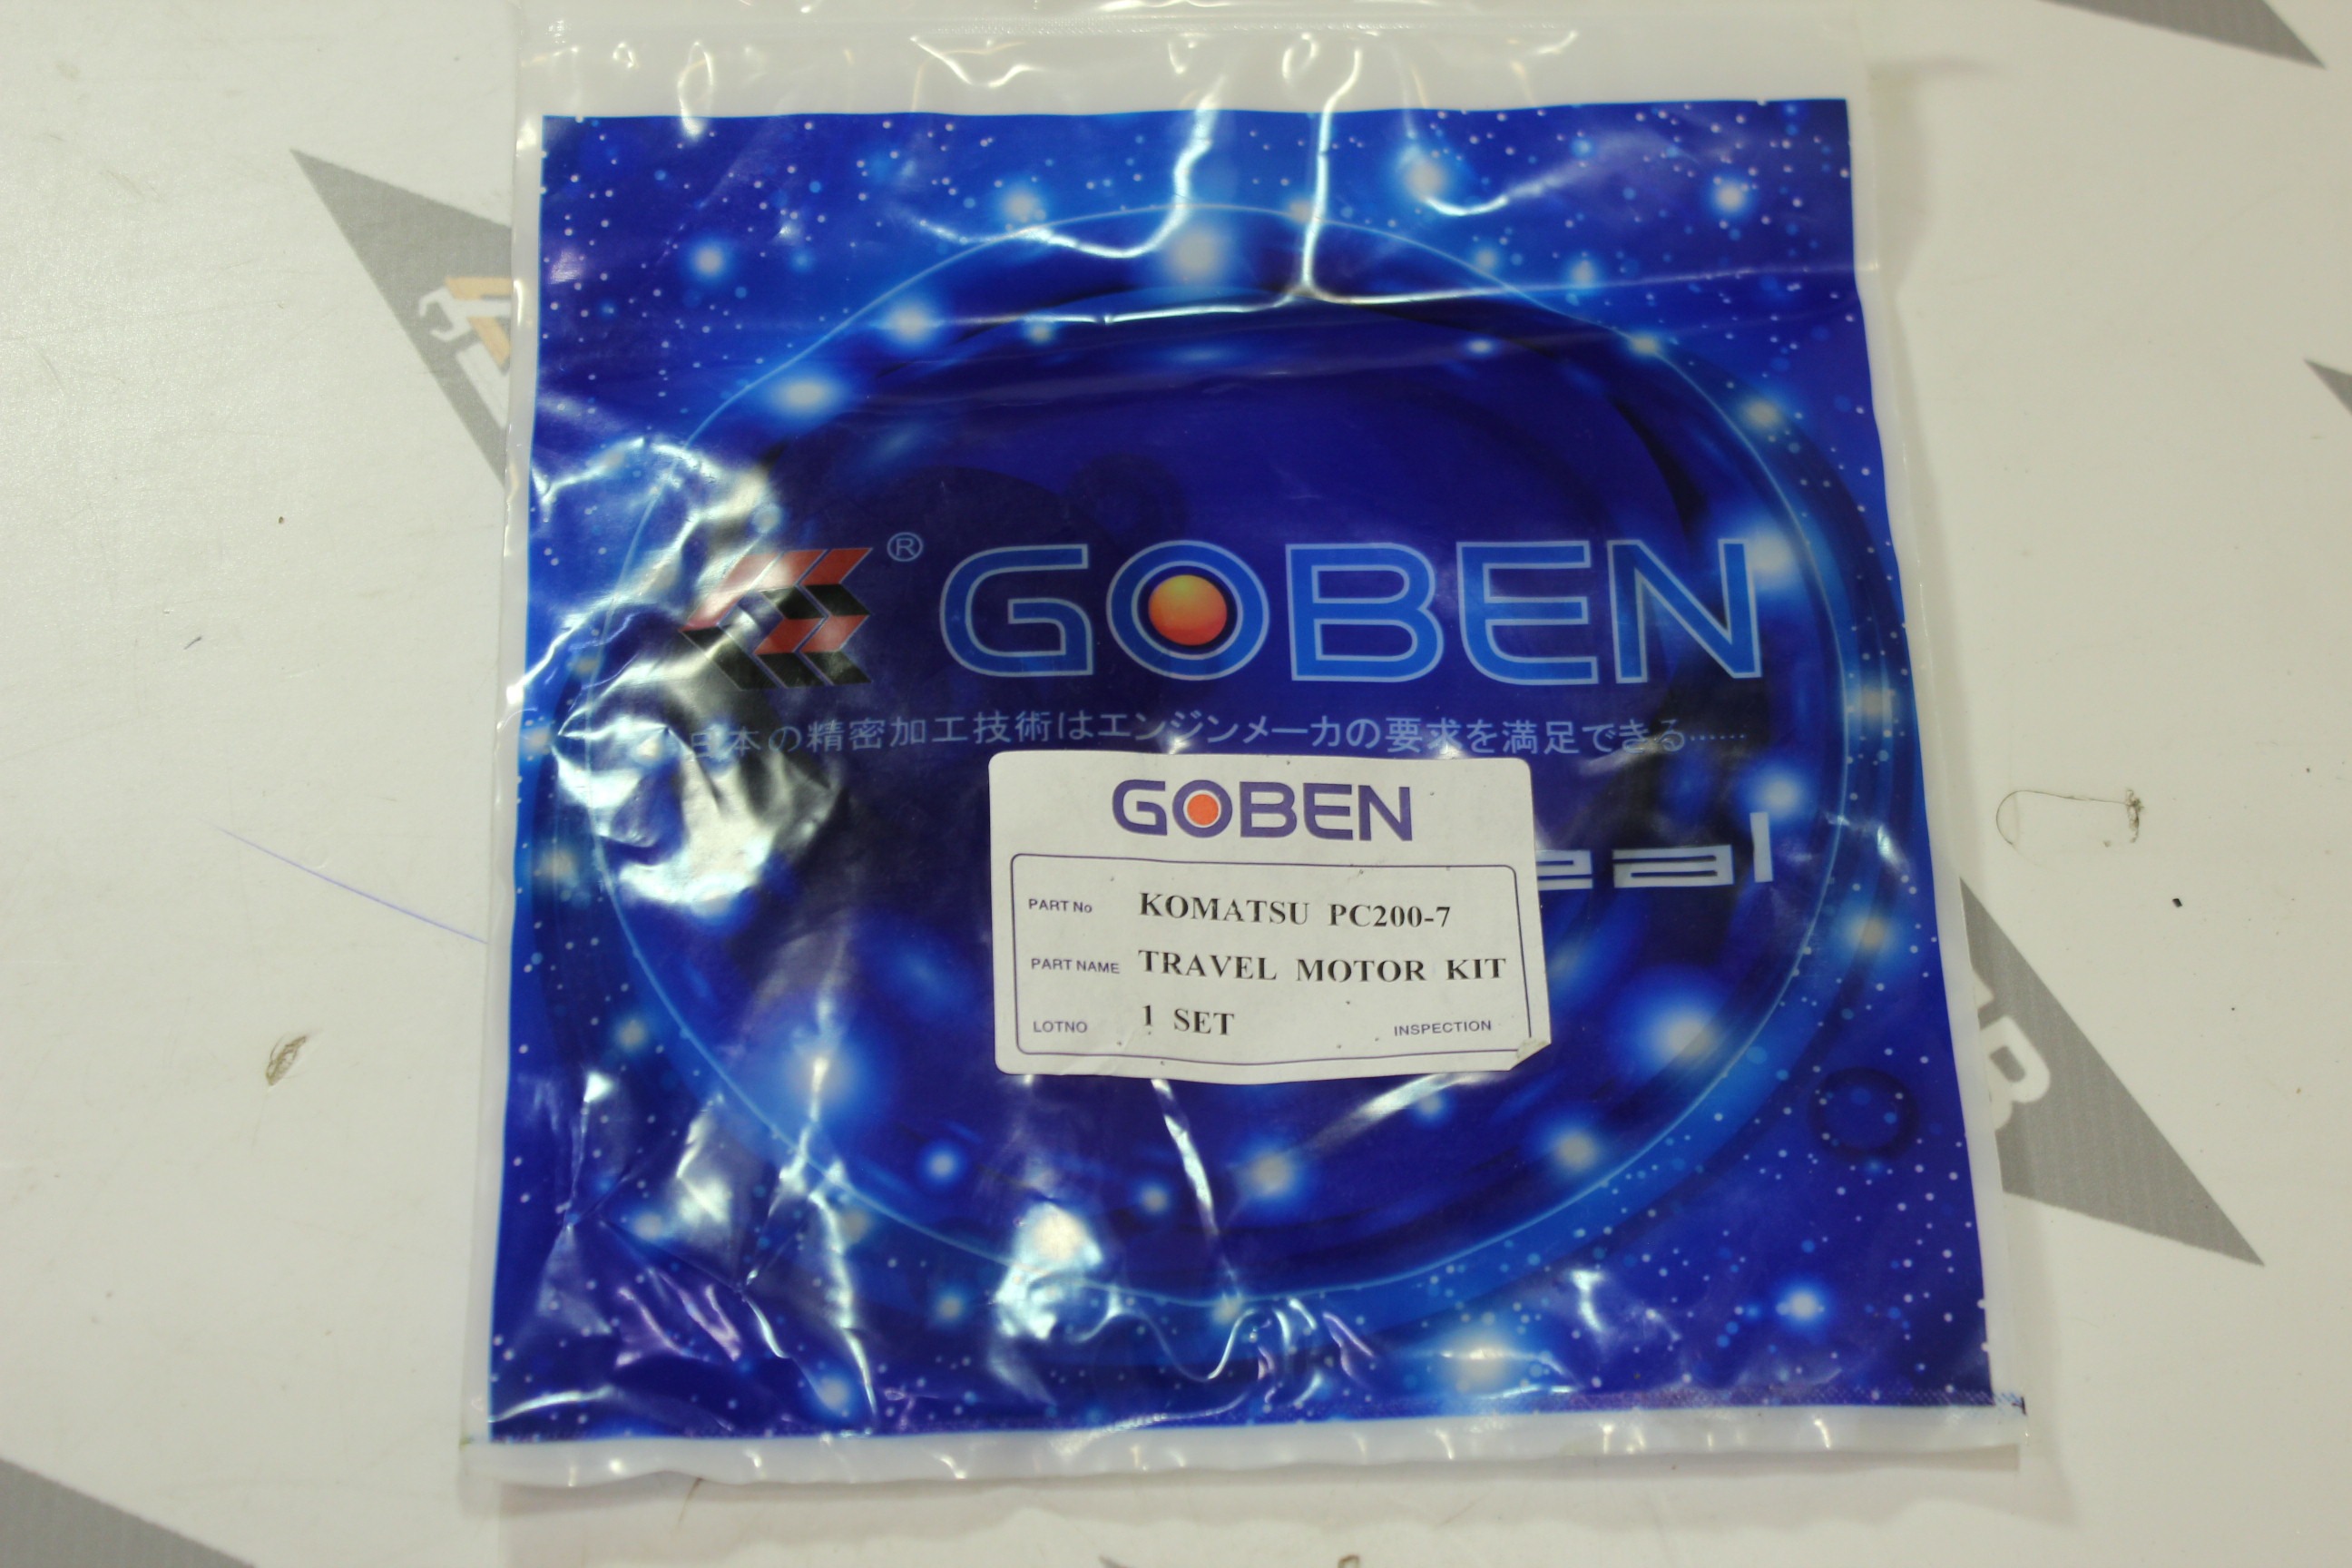 ® GOBEN
日本の精密加工技術はエンジンメーカの要求を満足できる……
GOBEN
PART No KOMATSU PC200-7
PART NAME TRAVEL MOTOR KIT
LOTNO 1 SET INSPECTION